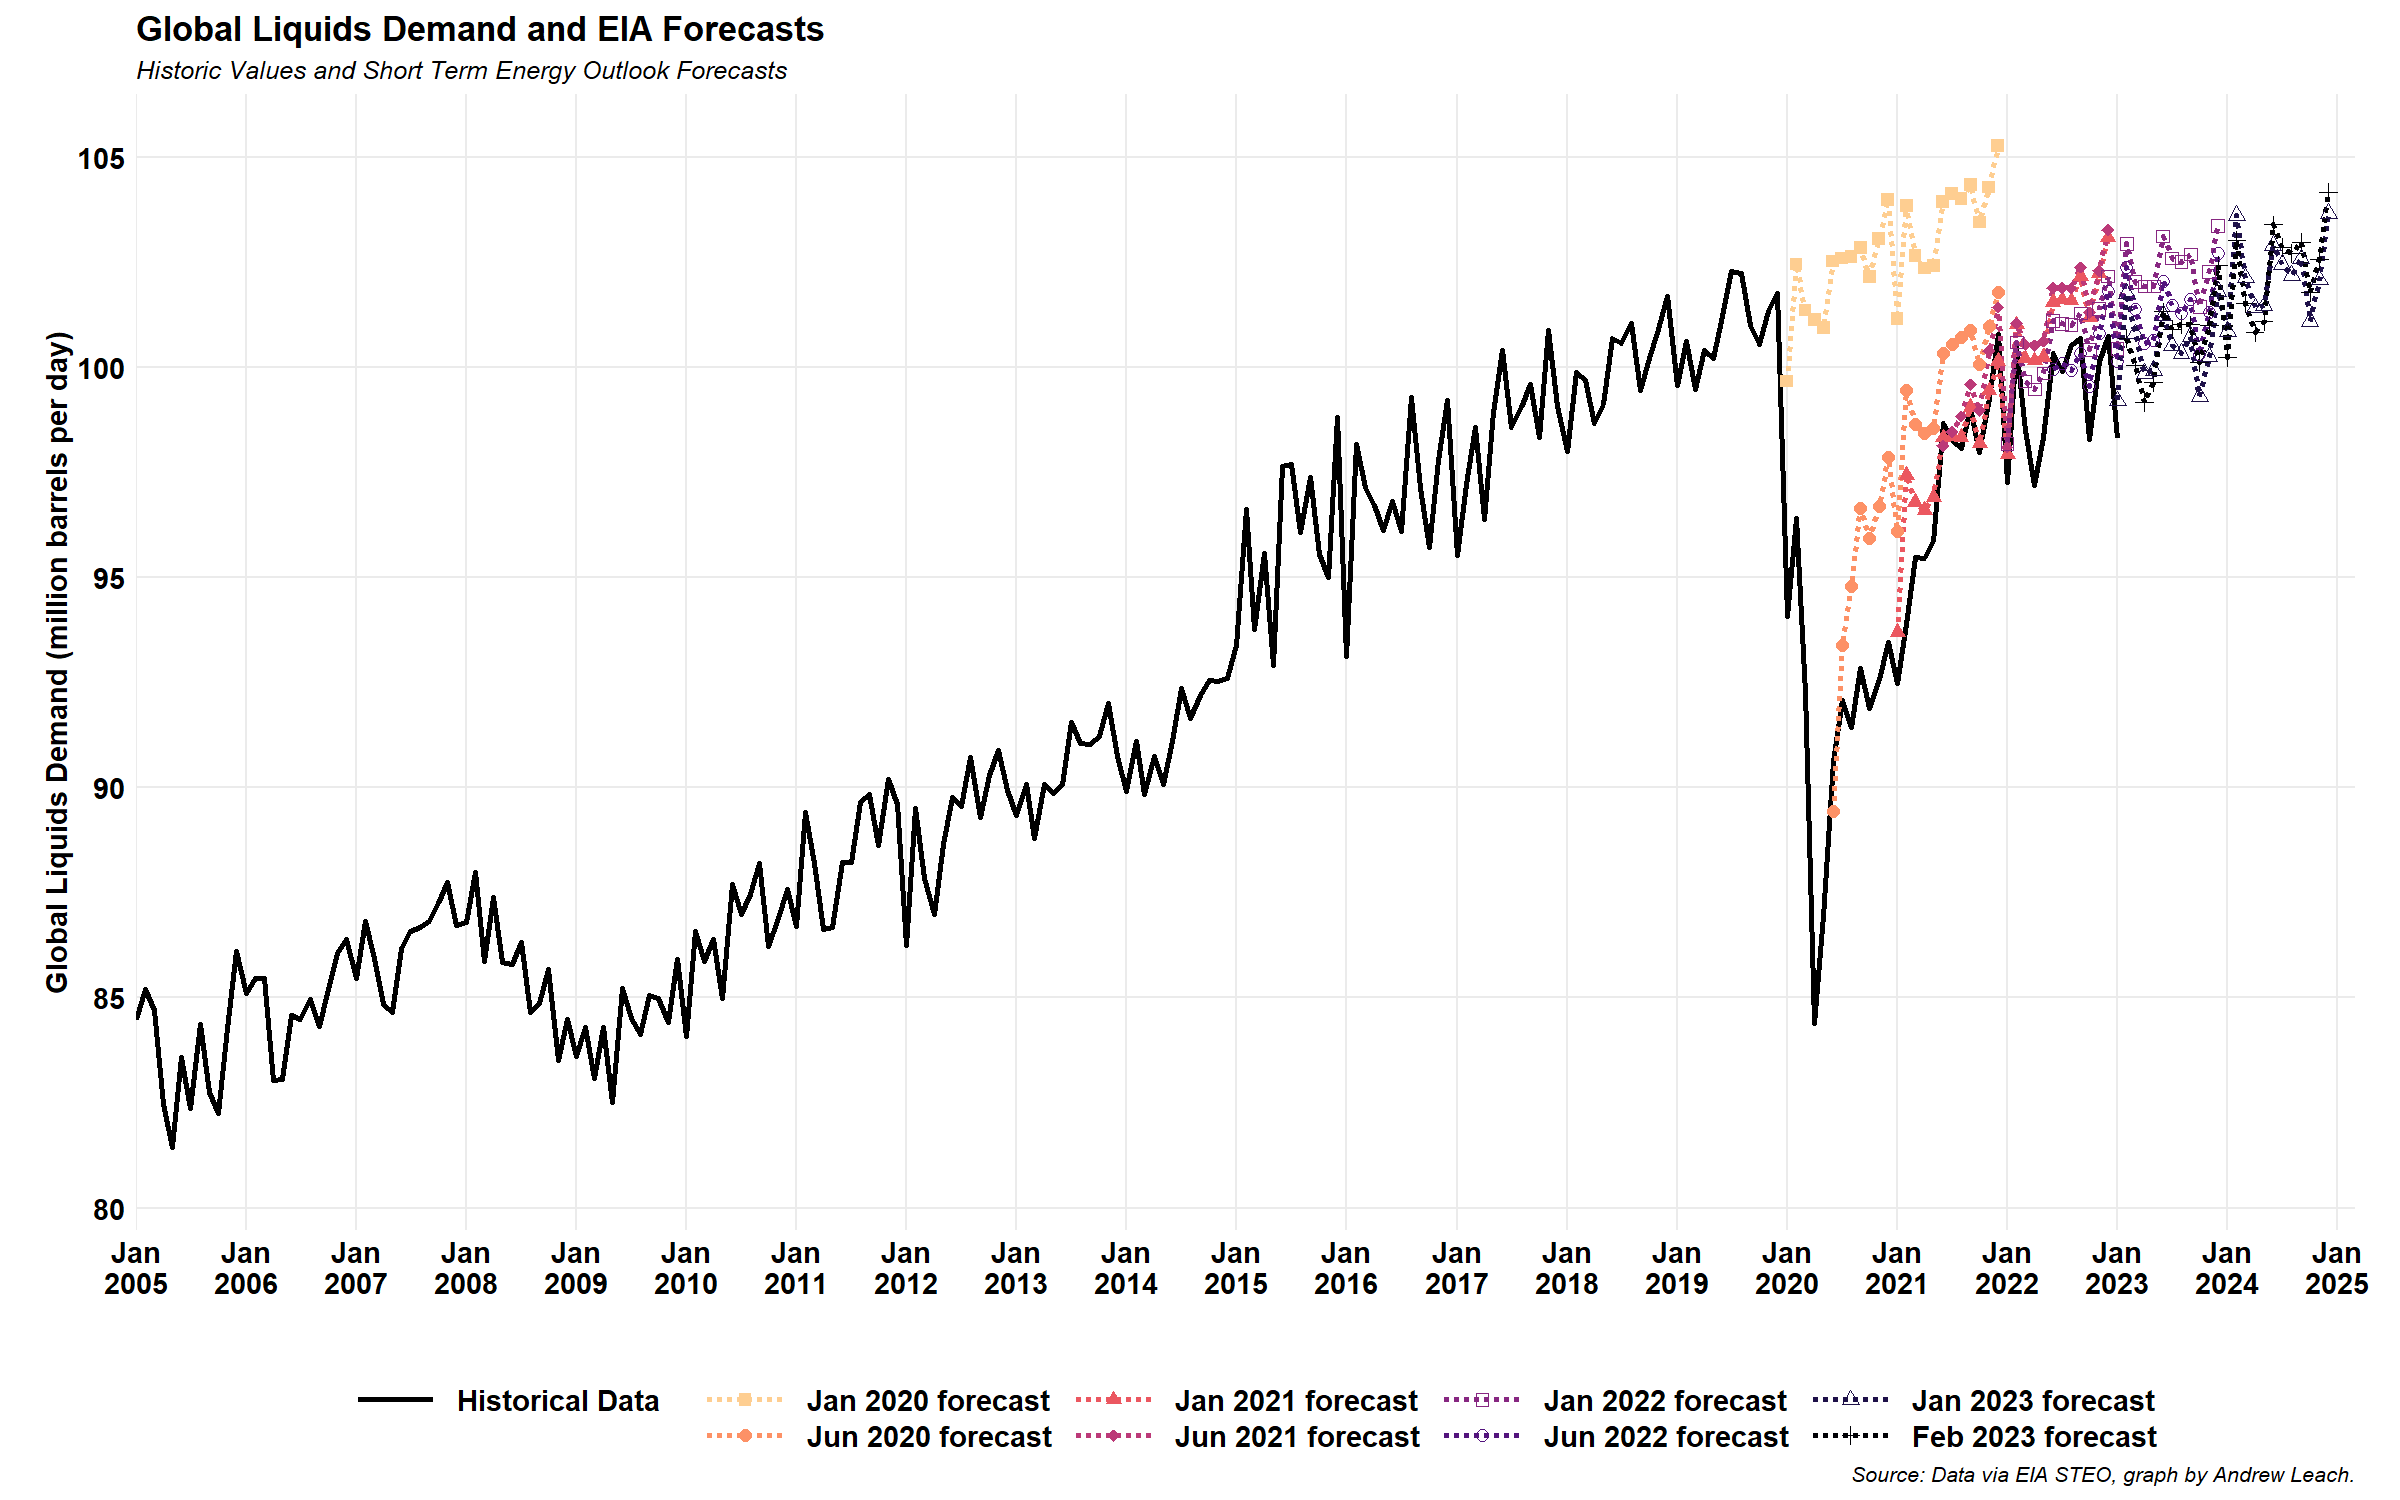 Global Liquids Demand and EIA Forecasts
Historic Values and Short Term Energy Outlook Forecasts
Global Liquids Demand (million barrels per day)
105
100
95
90
85
80
Jan 2005
Jan 2006
Jan 2007
Jan 2008
Jan 2009
Jan 2010
Jan 2011
Jan 2012
Jan 2013
Jan 2014
Jan 2015
Jan 2016
Jan 2017
Jan 2018
Jan 2019
Jan 2020
Jan 2021
Jan 2022
Jan 2023
Jan 2024
Jan 2025
Historical Data
Jan 2020 forecast
Jun 2020 forecast
Jan 2021 forecast
Jun 2021 forecast
Jan 2022 forecast
Jun 2022 forecast
Jan 2023 forecast
Feb 2023 forecast
Source: Data via EIA STEO, graph by Andrew Leach.